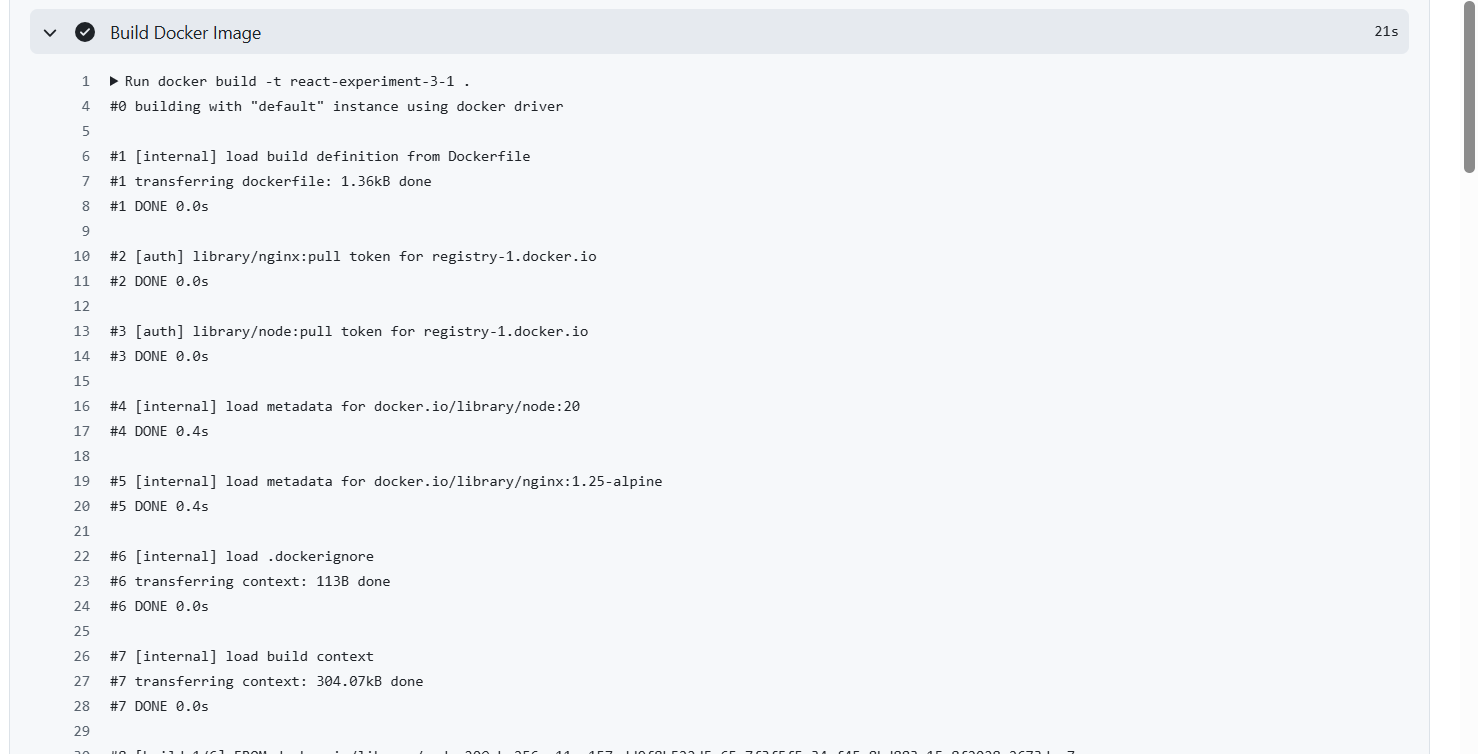 Build Docker Image 21s
1 Run docker build -t react-experiment-3-1 .
4 #0 building with "default" instance using docker driver
5
6 #1 [internal] load build definition from Dockerfile
7 #1 transferring dockerfile: 1.36kB done
8 #1 DONE 0.0s
9
10 #2 [auth] library/nginx:pull token for registry-1.docker.io
11 #2 DONE 0.0s
12
13 #3 [auth] library/node:pull token for registry-1.docker.io
14 #3 DONE 0.0s
15
16 #4 [internal] load metadata for docker.io/library/node:20
17 #4 DONE 0.4s
18
19 #5 [internal] load metadata for docker.io/library/nginx:1.25-alpine
20 #5 DONE 0.4s
21
22 #6 [internal] load .dockerignore
23 #6 transferring context: 113B done
24 #6 DONE 0.0s
25
26 #7 [internal] load build context
27 #7 transferring context: 304.07kB done
28 #7 DONE 0.0s
29